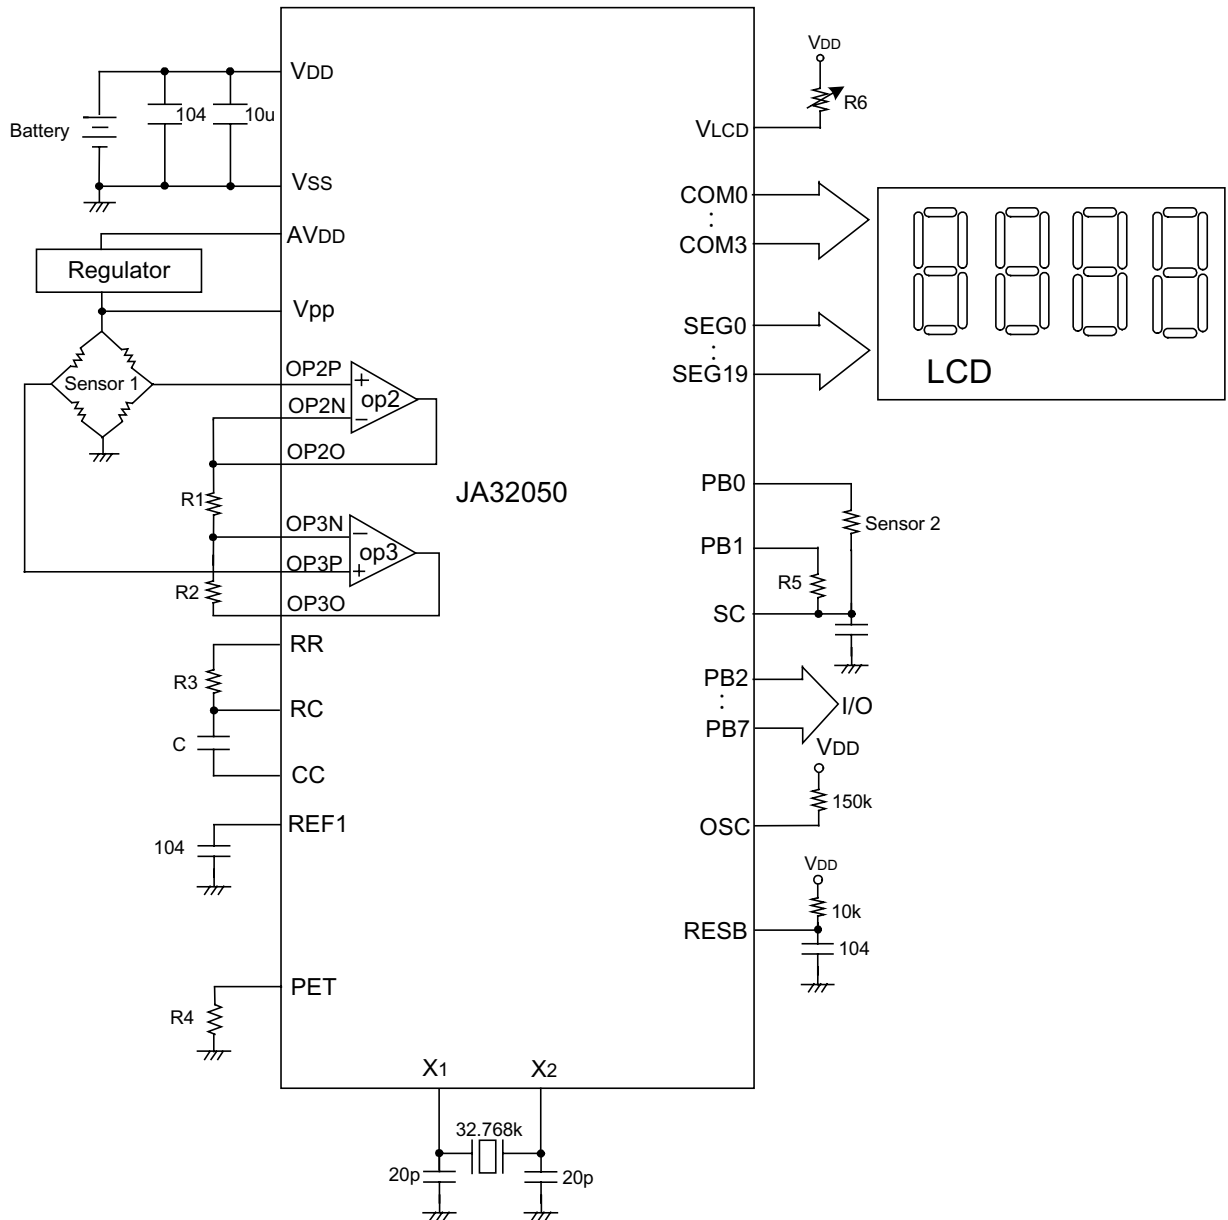 VDD
104
10u
Battery
VSS
AVDD
Regulator
Vpp
Sensor 1
OP2P
OP2N
OP2O
+
−
op2
R1
OP3N
OP3P
OP3O
−
+
op3
R2
RR
R3
RC
C
CC
REF1
104
PET
R4
JA32050
X1
X2
32.768k
20p
20p
VDD
R6
VLCD
COM0
:
COM3
SEG0
:
SEG19
LCD
PB0
Sensor 2
PB1
R5
SC
PB2
:
PB7
I/O
VDD
150k
OSC
VDD
10k
RESB
104